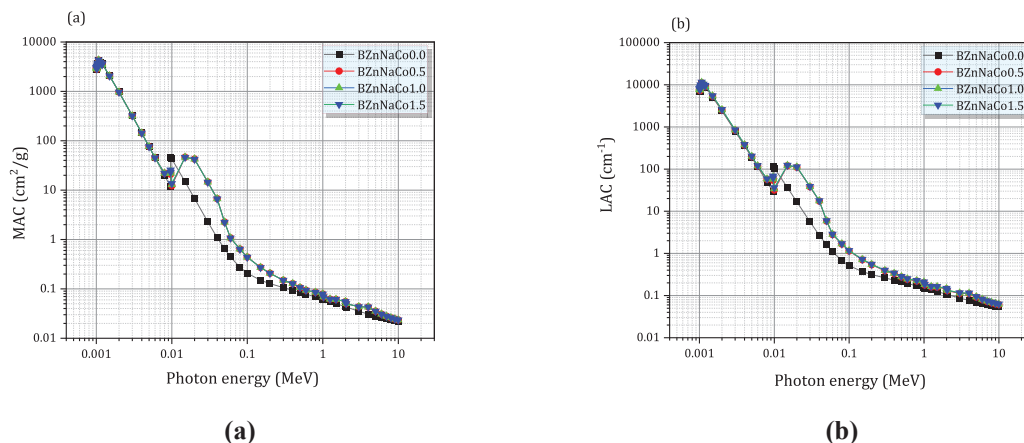 (a)
10000
1000
100
10
1
0.1
0.01
MAC (cm²/g)
BZnNaCo0.0
BZnNaCo0.5
BZnNaCo1.0
BZnNaCo1.5
0.001
0.01
0.1
1
10
Photon energy (MeV)
(a)
(b)
100000
10000
1000
100
10
1
0.1
0.01
LAC (cm⁻¹)
BZnNaCo0.0
BZnNaCo0.5
BZnNaCo1.0
BZnNaCo1.5
0.001
0.01
0.1
1
10
Photon energy (MeV)
(b)